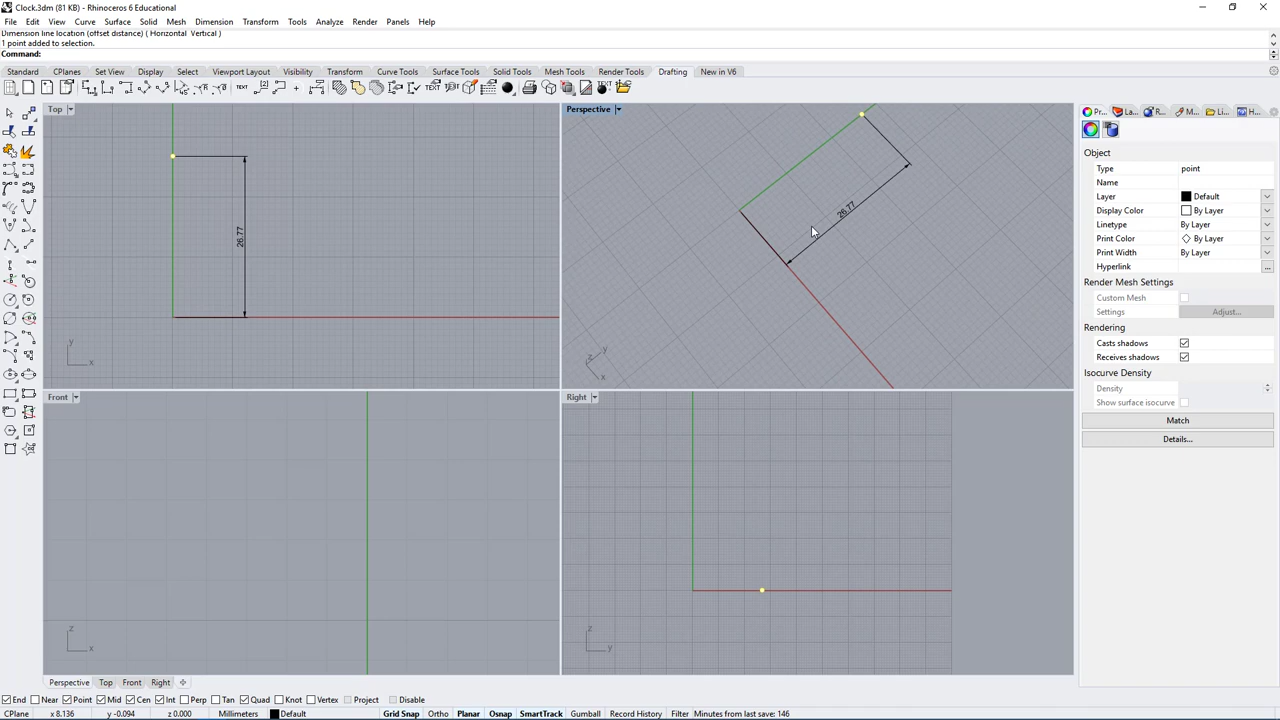 Clock.3dm (81 KB) - Rhinoceros 6 Educational
File Edit View Curve Surface Solid Mesh Dimension Transform Tools Analyze Render Panels Help
Dimension line location (offset distance) ( Horizontal Vertical )
1 point added to selection.
Command:
Standard CPlanes Set View Display Select Viewport Layout Visibility Transform Curve Tools Surface Tools Solid Tools Mesh Tools Render Tools Drafting New in V6
Top
Perspective
Pr... La... R... M... Li... H...
26.77
y
x
26.77
z
y
x
Object
Type point
Name
Layer Default
Display Color By Layer
Linetype By Layer
Print Color By Layer
Print Width By Layer
Hyperlink ...
Render Mesh Settings
Custom Mesh
Settings Adjust...
Rendering
Casts shadows
Receives shadows
Isocurve Density
Density
Show surface isocurve
Match
Details...
Front
z
x
Right
z
y
Perspective Top Front Right
End Near Point Mid Cen Int Perp Tan Quad Knot Vertex Project Disable
CPlane x 8.136 y -0.094 z 0.000 Millimeters Default Grid Snap Ortho Planar Osnap SmartTrack Gumball Record History Filter Minutes from last save: 146